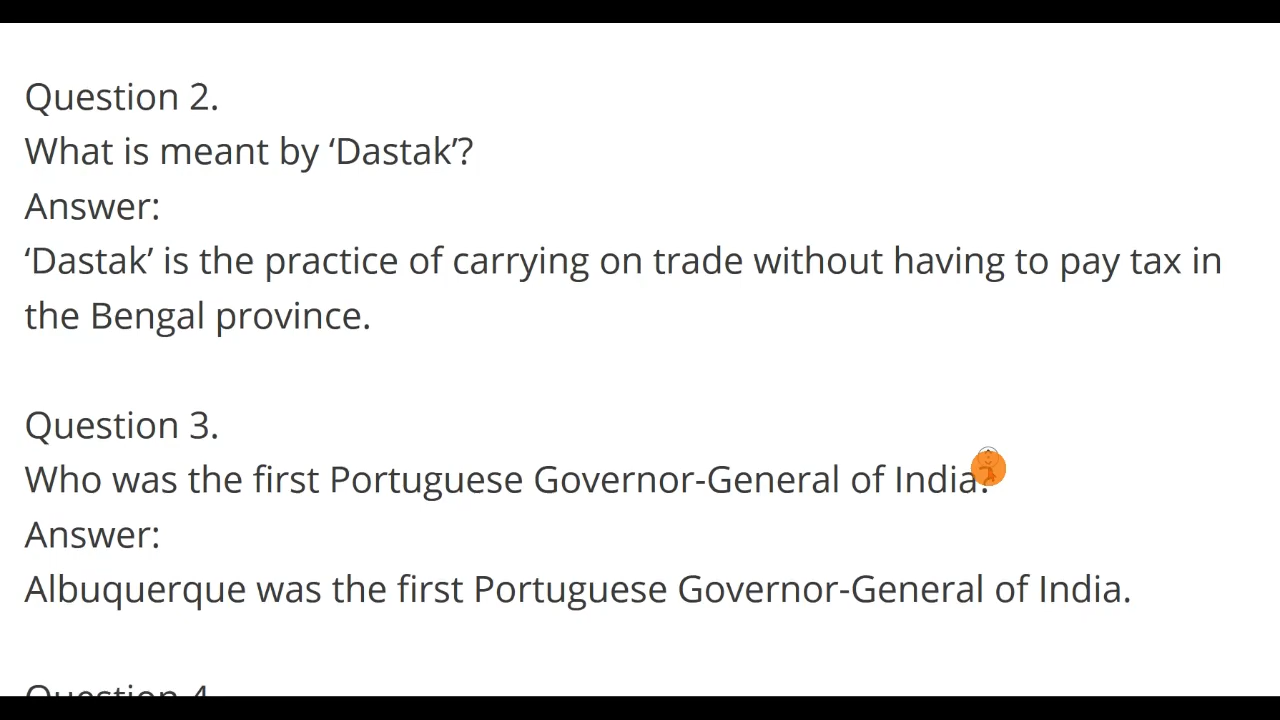 Question 2.
What is meant by ‘Dastak’?
Answer:
‘Dastak’ is the practice of carrying on trade without having to pay tax in
the Bengal province.
Question 3.
Who was the first Portuguese Governor-General of India?
Answer:
Albuquerque was the first Portuguese Governor-General of India.
Question 4